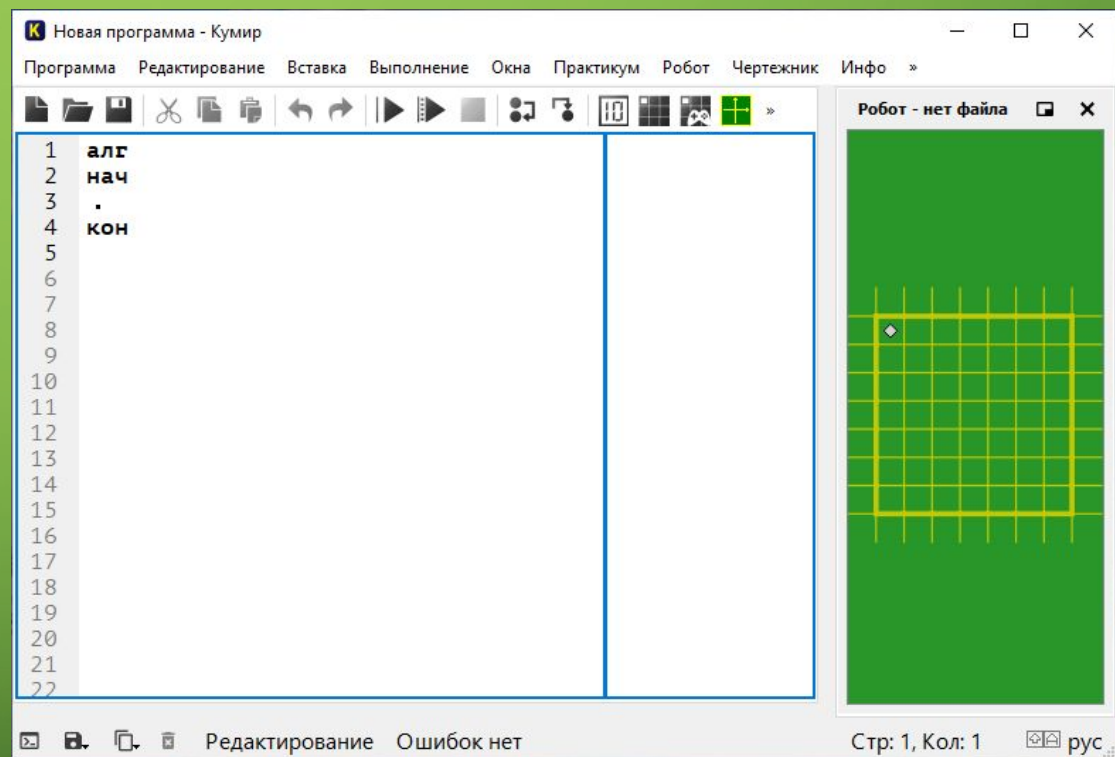 Новая программа - Кумир
Программа Редактирование Вставка Выполнение Окна Практикум Робот Чертежник Инфо »
»
Робот - нет файла
1 алг
2 нач
3 .
4 кон
5
6
7
8
9
10
11
12
13
14
15
16
17
18
19
20
21
22
Редактирование Ошибок нет Стр: 1, Кол: 1 рус